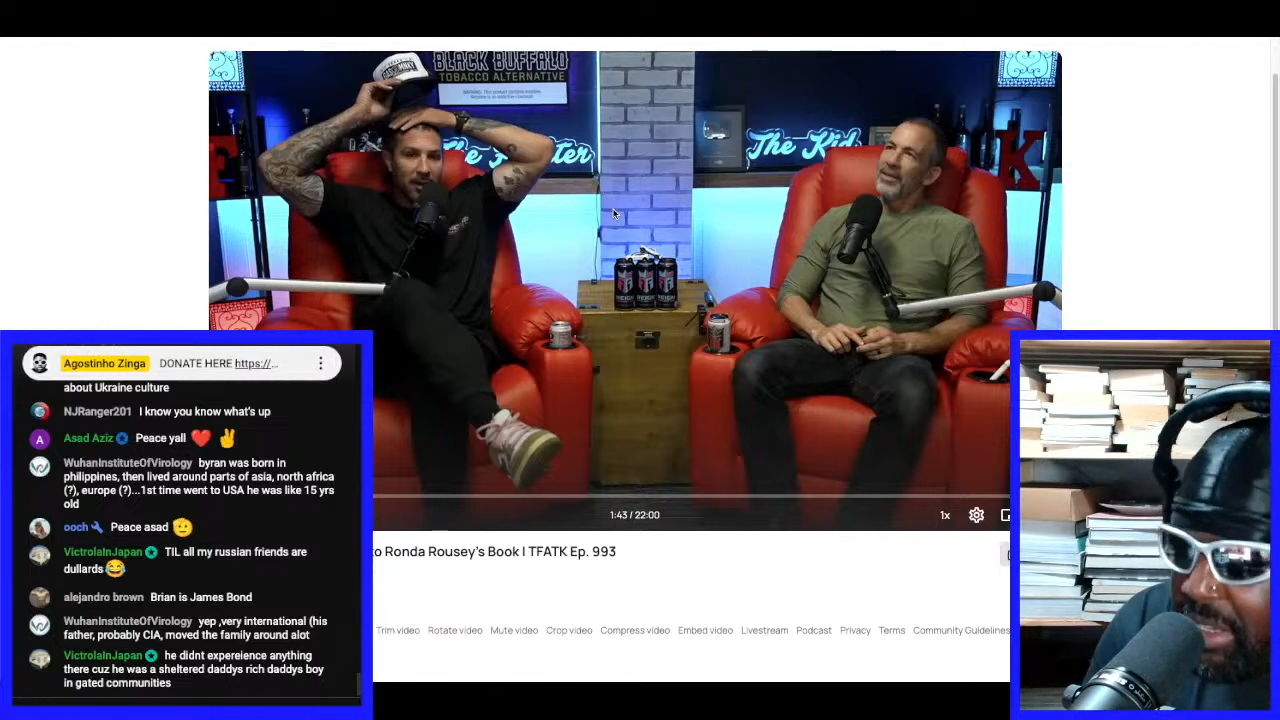 BLACK BUFFALO
TOBACCO ALTERNATIVE
The Kid
K
REIGN
REIGN
1:43 / 22:00
1x
to Ronda Rousey's Book | TFATK Ep. 993
Trim video Rotate video Mute video Crop video Compress video Embed video Livestream Podcast Privacy Terms Community Guidelines
Agostinho Zinga DONATE HERE https://...
about Ukraine culture
NJRanger201 I know you know what's up
A
Asad Aziz Peace yall ❤️ ✌️
WuhanInstituteOfVirology byran was born in
philippines, then lived around parts of asia, north africa
(?), europe (?)...1st time went to USA he was like 15 yrs
old
ooch Peace asad 🫡
VictrolaInJapan TIL all my russian friends are
dullards😂
alejandro brown Brian is James Bond
WuhanInstituteOfVirology yep ,very international (his
father, probably CIA, moved the family around alot
VictrolaInJapan he didnt expereience anything
there cuz he was a sheltered daddys rich daddys boy
in gated communities